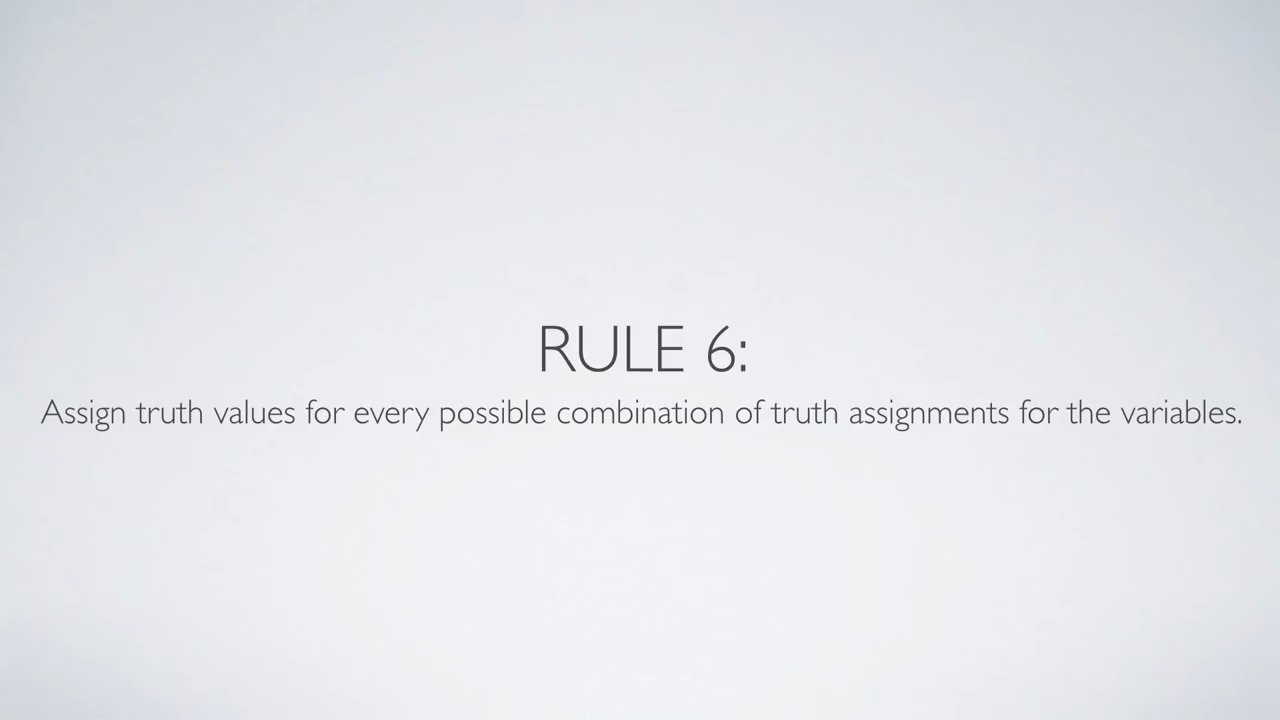 RULE 6:
Assign truth values for every possible combination of truth assignments for the variables.